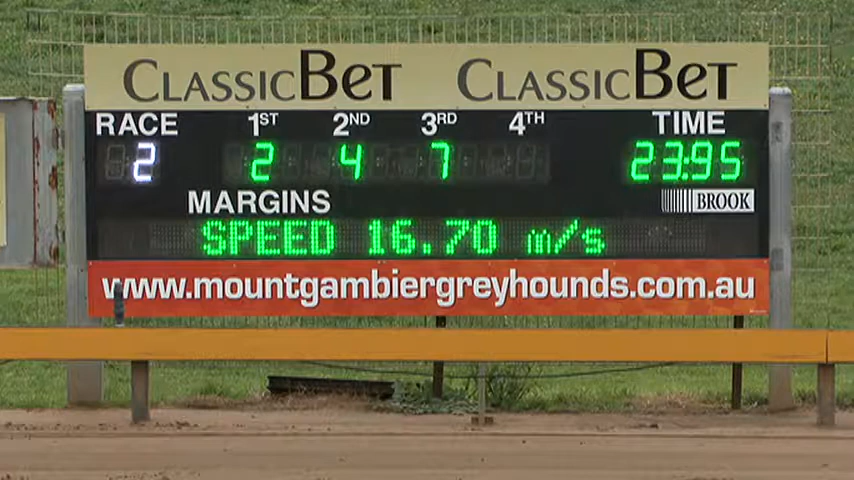 CLASSICBET CLASSICBET
RACE 1ST 2ND 3RD 4TH TIME
2 2 4 7 23.95
MARGINS BROOK
SPEED 16.70 m/s
www.mountgambiergreyhounds.com.au